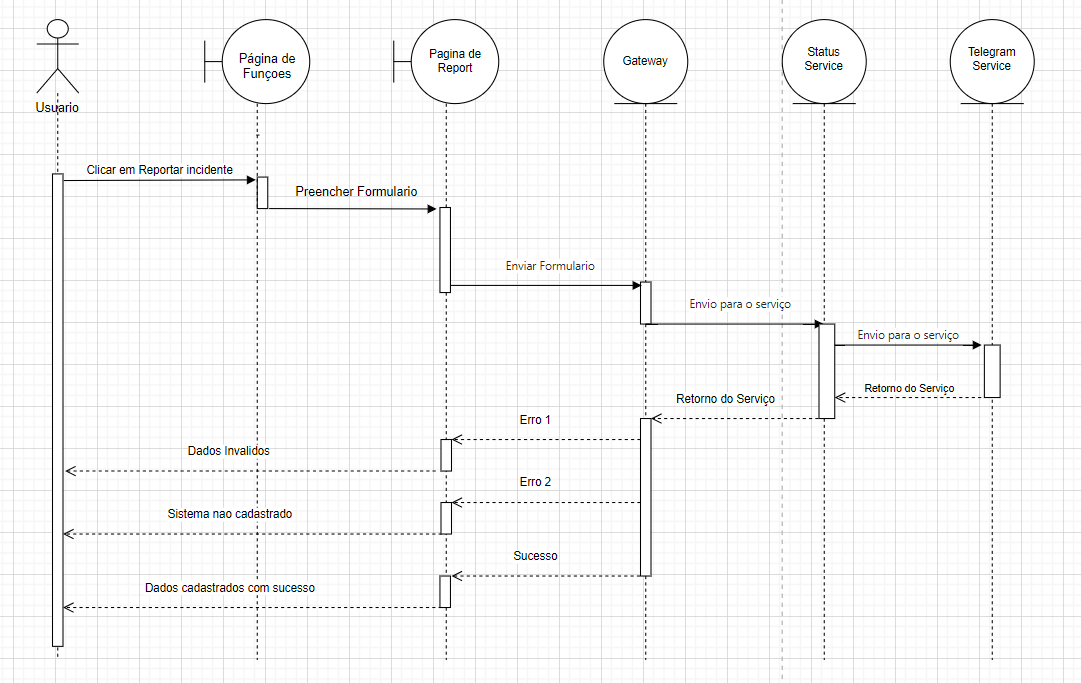 Usuario
Página de
Funçoes
Pagina de
Report
Gateway
Status
Service
Telegram
Service
Clicar em Reportar incidente
Preencher Formulario
Enviar Formulario
Envio para o serviço
Envio para o serviço
Retorno do Serviço
Retorno do Serviço
Erro 1
Dados Invalidos
Erro 2
Sistema nao cadastrado
Sucesso
Dados cadastrados com sucesso